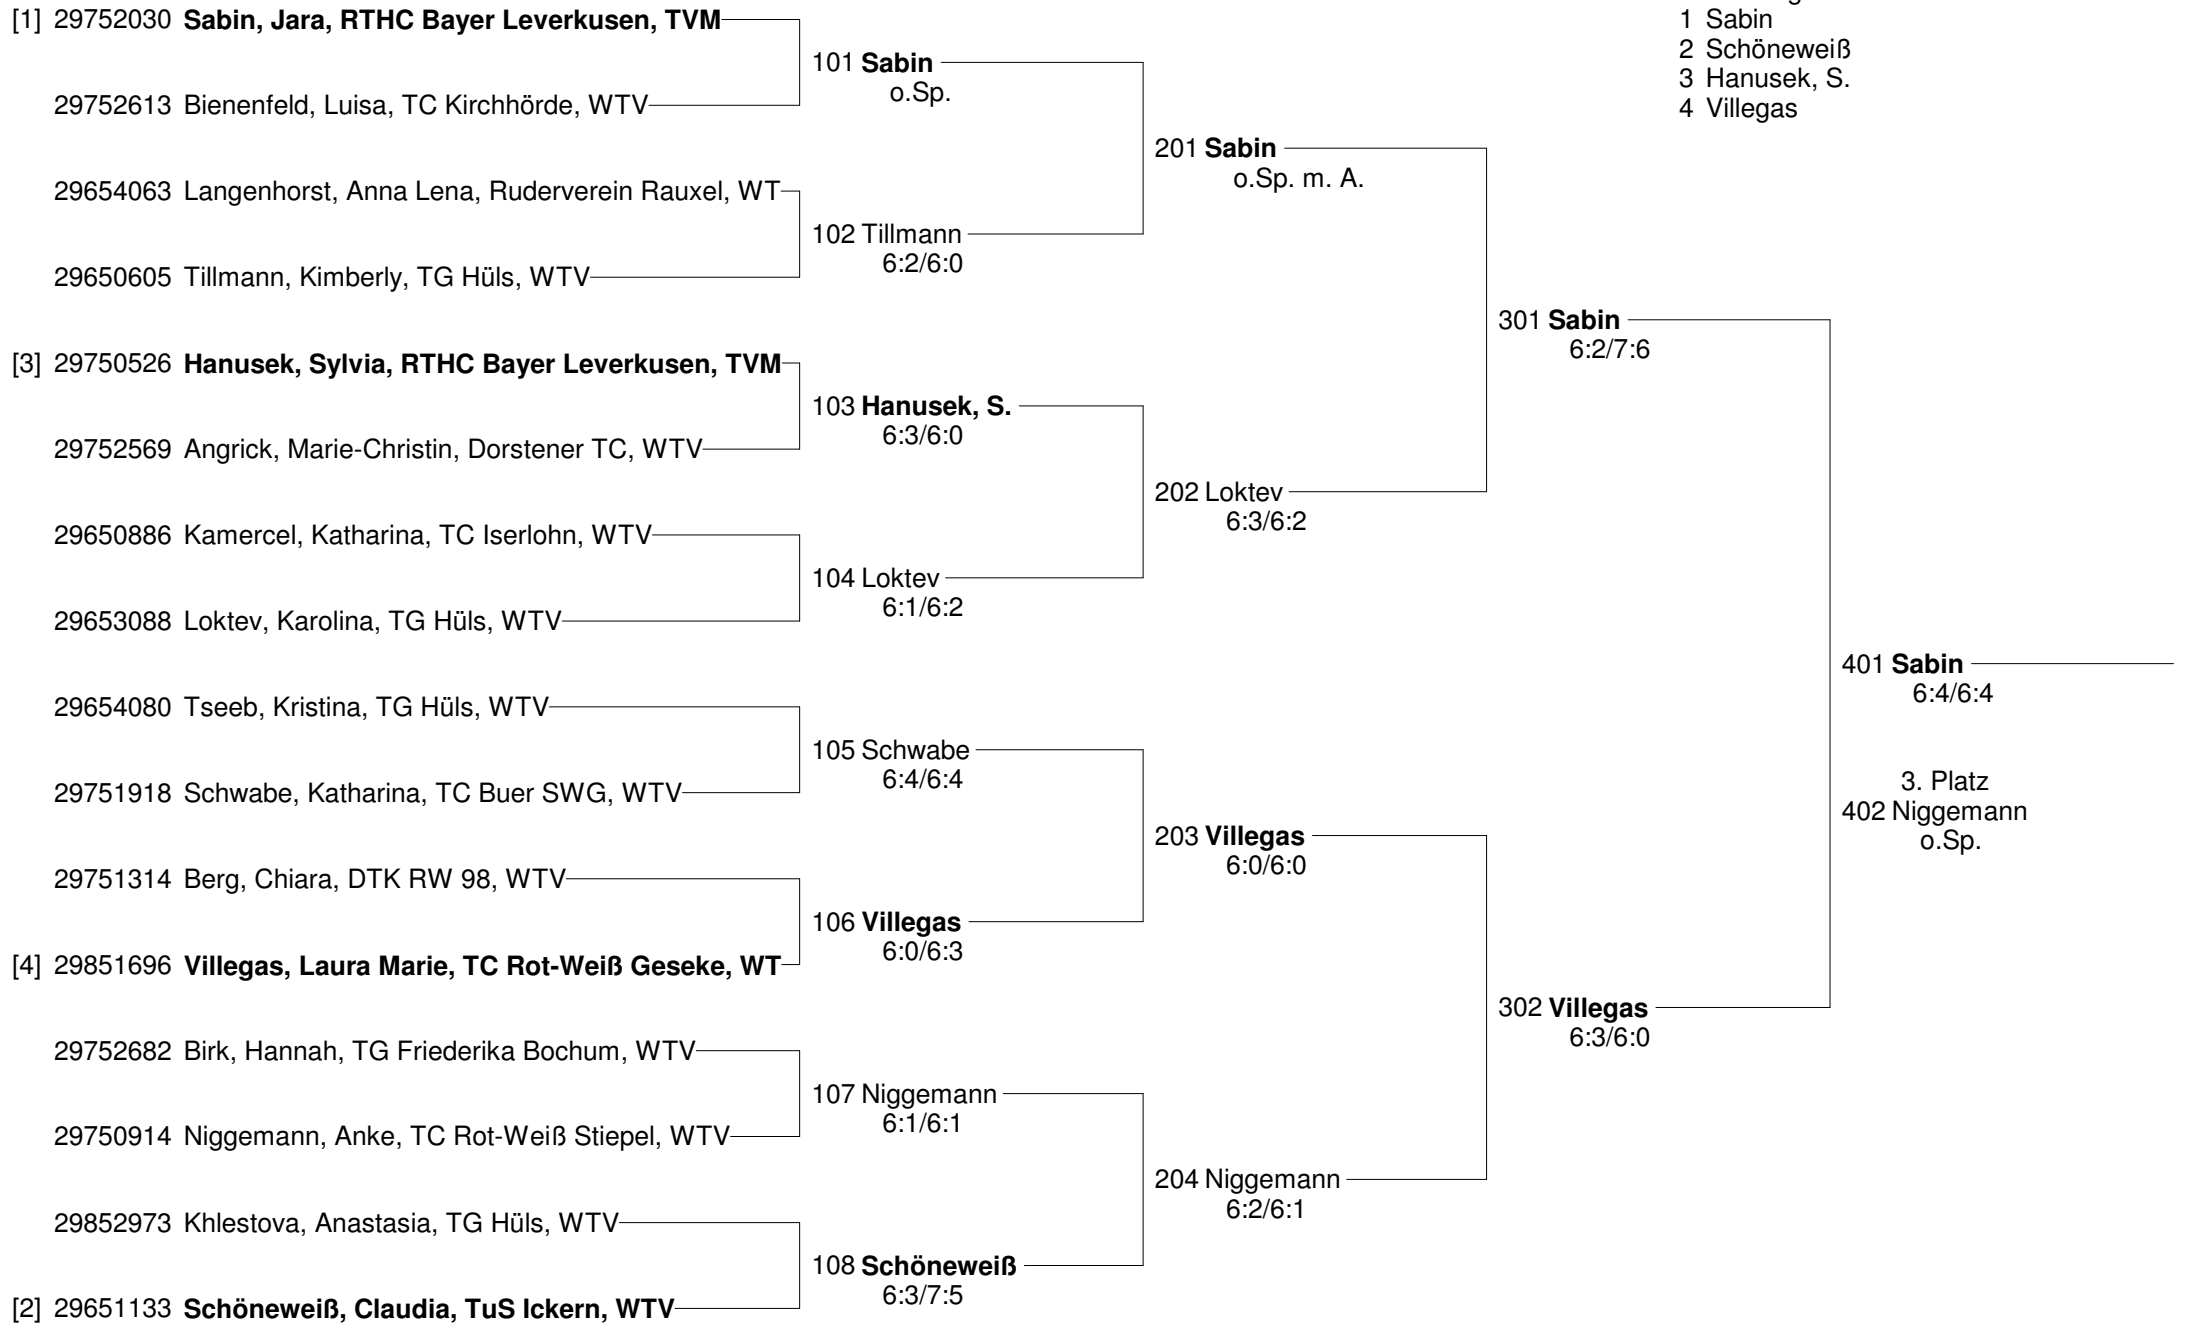 [1] 29752030 Sabin, Jara, RTHC Bayer Leverkusen, TVM
29752613 Bienenfeld, Luisa, TC Kirchhörde, WTV
29654063 Langenhorst, Anna Lena, Ruderverein Rauxel, WT
29650605 Tillmann, Kimberly, TG Hüls, WTV
[3] 29750526 Hanusek, Sylvia, RTHC Bayer Leverkusen, TVM
29752569 Angrick, Marie-Christin, Dorstener TC, WTV
29650886 Kamercel, Katharina, TC Iserlohn, WTV
29653088 Loktev, Karolina, TG Hüls, WTV
29654080 Tseeb, Kristina, TG Hüls, WTV
29751918 Schwabe, Katharina, TC Buer SWG, WTV
29751314 Berg, Chiara, DTK RW 98, WTV
[4] 29851696 Villegas, Laura Marie, TC Rot-Weiß Geseke, WT
29752682 Birk, Hannah, TG Friederika Bochum, WTV
29750914 Niggemann, Anke, TC Rot-Weiß Stiepel, WTV
29852973 Khlestova, Anastasia, TG Hüls, WTV
[2] 29651133 Schöneweiß, Claudia, TuS Ickern, WTV
101 Sabin
o.Sp.
102 Tillmann
6:2/6:0
103 Hanusek, S.
6:3/6:0
104 Loktev
6:1/6:2
105 Schwabe
6:4/6:4
106 Villegas
6:0/6:3
107 Niggemann
6:1/6:1
108 Schöneweiß
6:3/7:5
201 Sabin
o.Sp. m. A.
202 Loktev
6:3/6:2
203 Villegas
6:0/6:0
204 Niggemann
6:2/6:1
301 Sabin
6:2/7:6
302 Villegas
6:3/6:0
401 Sabin
6:4/6:4
3. Platz
402 Niggemann
o.Sp.
1 Sabin
2 Schöneweiß
3 Hanusek, S.
4 Villegas